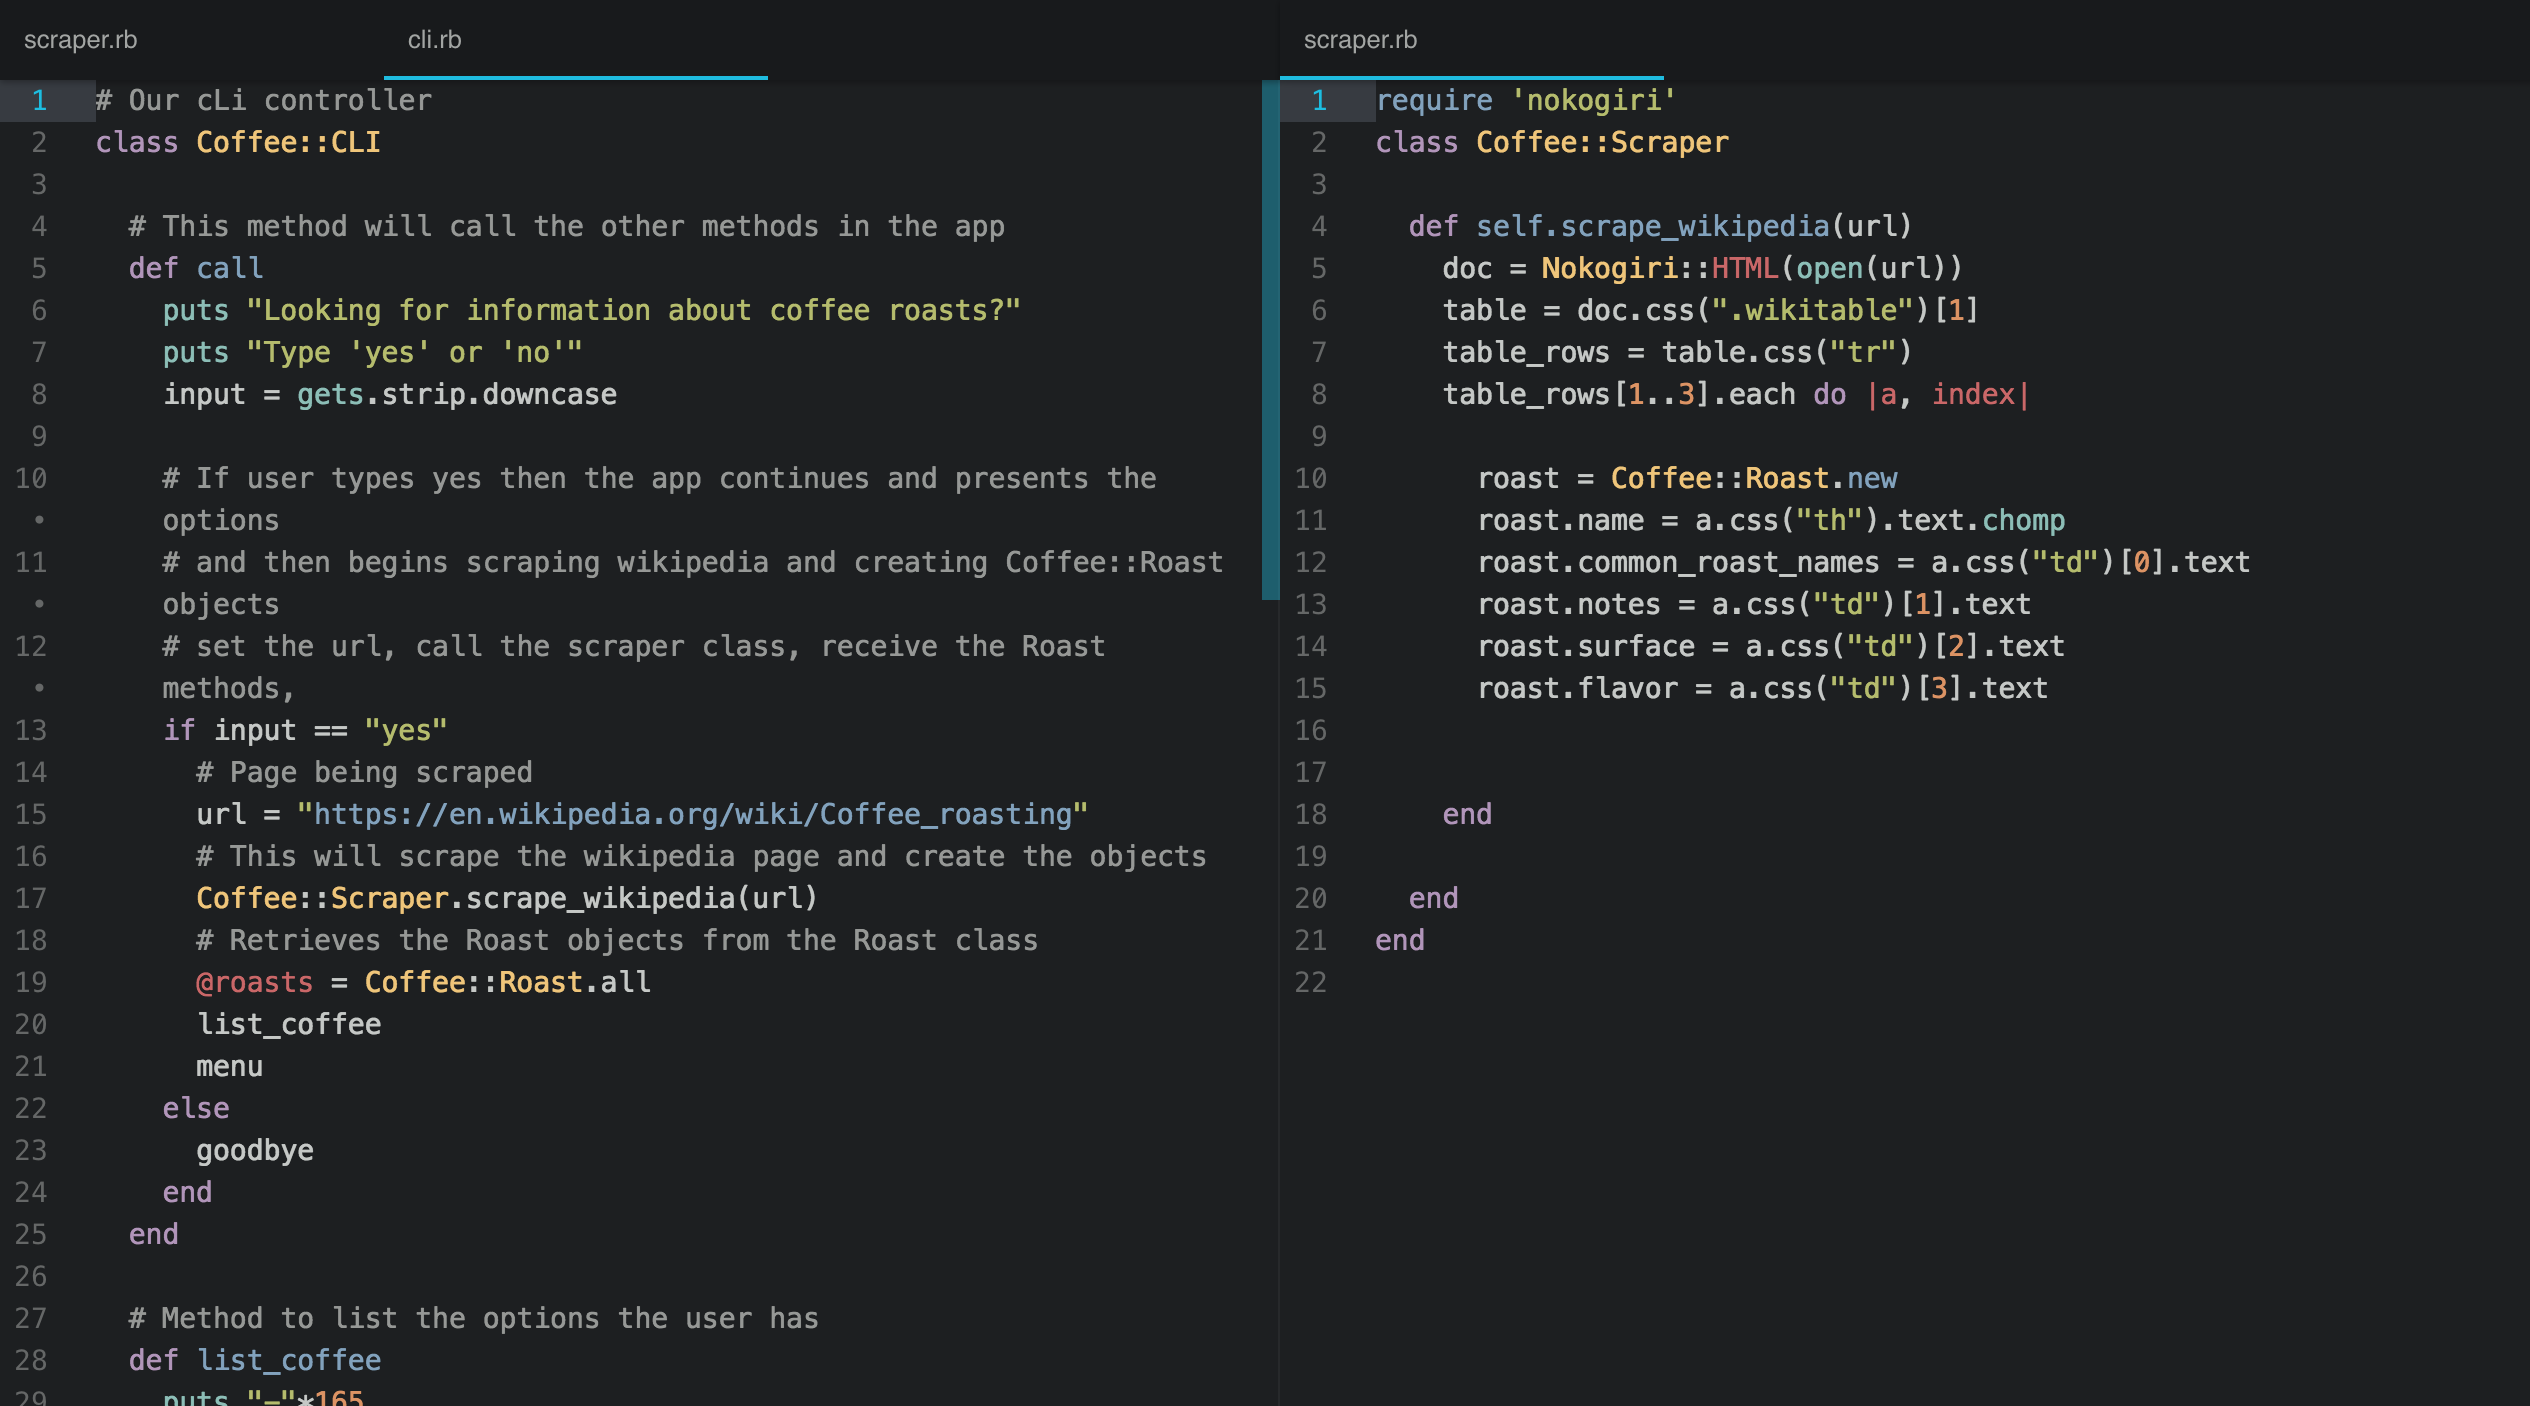 scraper.rb
cli.rb
1 # Our cLi controller
2 class Coffee::CLI
3
4 # This method will call the other methods in the app
5 def call
6 puts "Looking for information about coffee roasts?"
7 puts "Type 'yes' or 'no'"
8 input = gets.strip.downcase
9
10 # If user types yes then the app continues and presents the
• options
11 # and then begins scraping wikipedia and creating Coffee::Roast
• objects
12 # set the url, call the scraper class, receive the Roast
• methods,
13 if input == "yes"
14 # Page being scraped
15 url = "https://en.wikipedia.org/wiki/Coffee_roasting"
16 # This will scrape the wikipedia page and create the objects
17 Coffee::Scraper.scrape_wikipedia(url)
18 # Retrieves the Roast objects from the Roast class
19 @roasts = Coffee::Roast.all
20 list_coffee
21 menu
22 else
23 goodbye
24 end
25 end
26
27 # Method to list the options the user has
28 def list_coffee
29 puts "-"*165
scraper.rb
1 require 'nokogiri'
2 class Coffee::Scraper
3
4 def self.scrape_wikipedia(url)
5 doc = Nokogiri::HTML(open(url))
6 table = doc.css(".wikitable")[1]
7 table_rows = table.css("tr")
8 table_rows[1..3].each do |a, index|
9
10 roast = Coffee::Roast.new
11 roast.name = a.css("th").text.chomp
12 roast.common_roast_names = a.css("td")[0].text
13 roast.notes = a.css("td")[1].text
14 roast.surface = a.css("td")[2].text
15 roast.flavor = a.css("td")[3].text
16
17
18 end
19
20 end
21 end
22